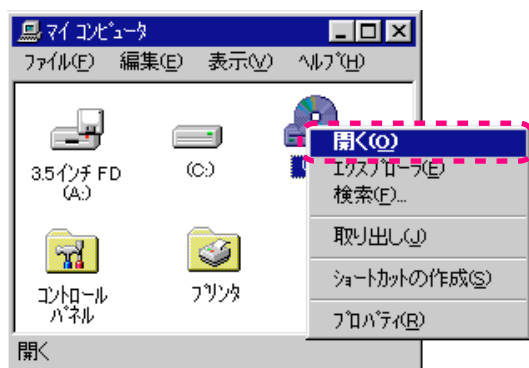 マイ コンピュータ
ファイル(F) 編集(E) 表示(V) ヘルプ(H)
3.5インチ FD
(A:)
(C:)
コントロール
パネル
プリンタ
開く(O)
エクスプローラ(E)
検索(F)...
取り出し(J)
ショートカットの作成(S)
プロパティ(R)
開く